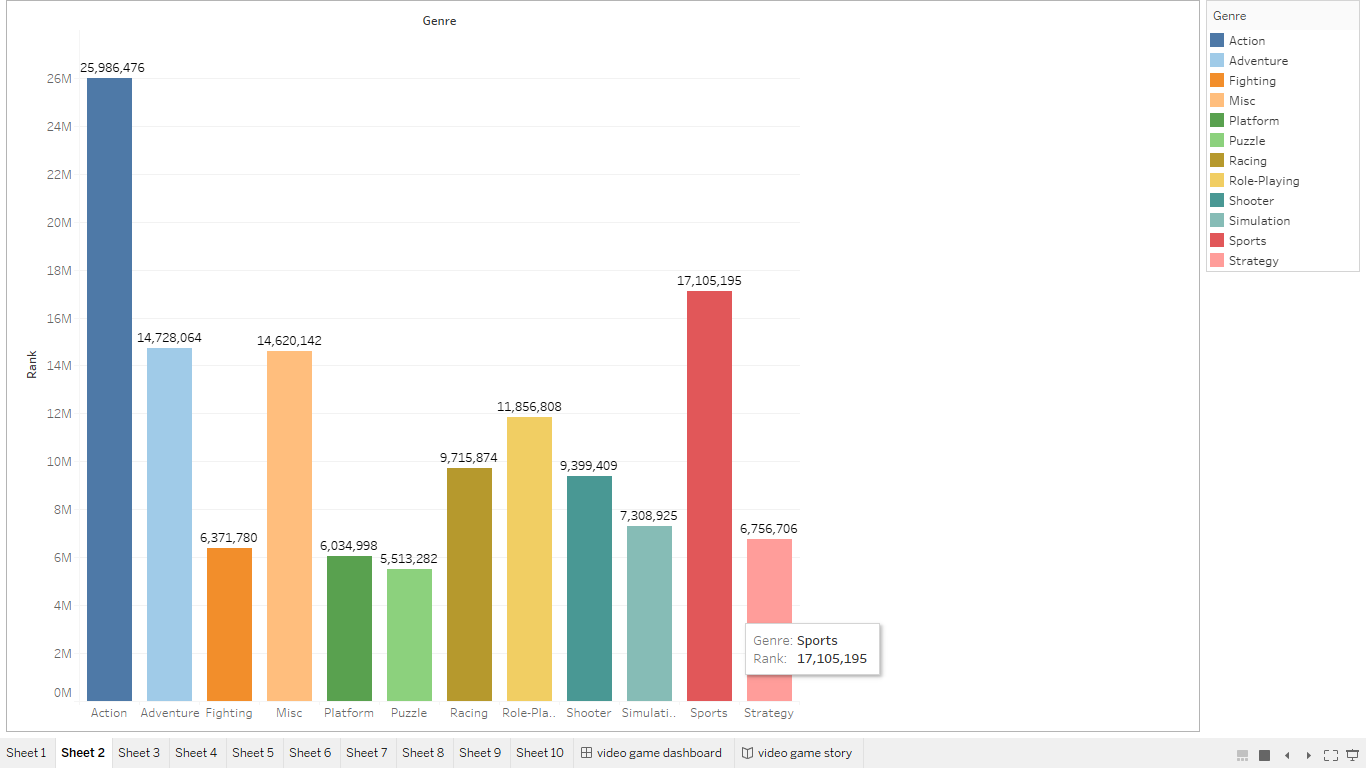 Genre
25,986,476
26M
24M
22M
20M
18M
16M
14M
12M
10M
8M
6M
4M
2M
0M
Rank
14,728,064
6,371,780
14,620,142
6,034,998
5,513,282
9,715,874
11,856,808
9,399,409
7,308,925
17,105,195
6,756,706
Genre: Sports
Rank: 17,105,195
Action Adventure Fighting Misc Platform Puzzle Racing Role-Pla.. Shooter Simulati.. Sports Strategy
Genre
Action
Adventure
Fighting
Misc
Platform
Puzzle
Racing
Role-Playing
Shooter
Simulation
Sports
Strategy
Sheet 1 Sheet 2 Sheet 3 Sheet 4 Sheet 5 Sheet 6 Sheet 7 Sheet 8 Sheet 9 Sheet 10 video game dashboard video game story